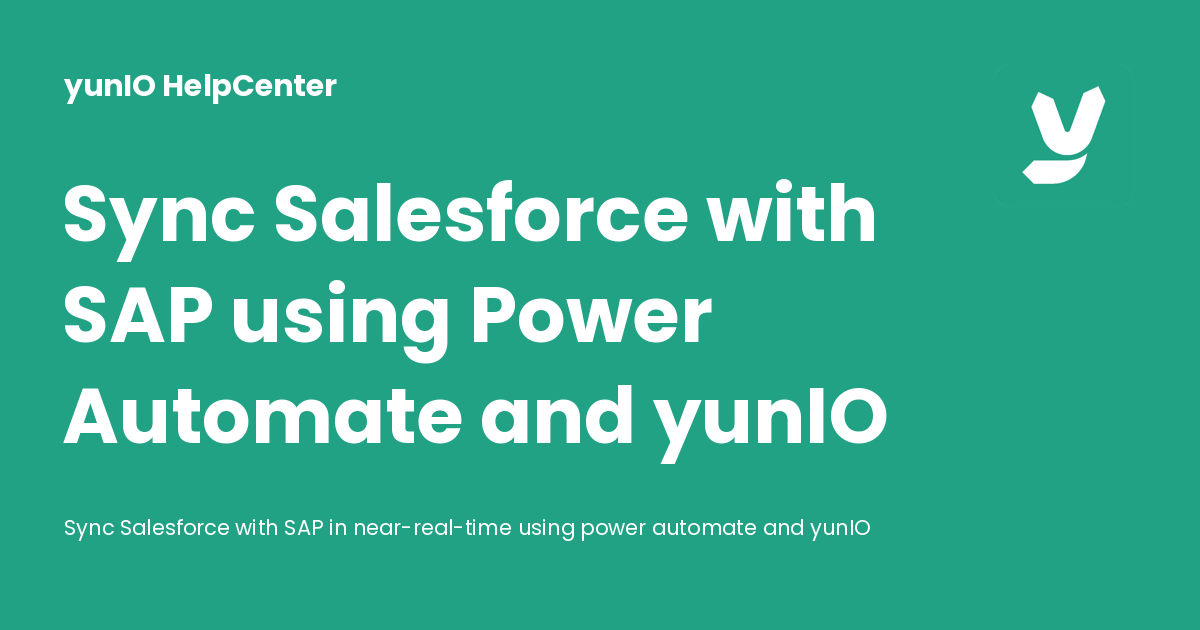 yunIO HelpCenter
Sync Salesforce with
SAP using Power
Automate and yunIO
Sync Salesforce with SAP in near-real-time using power automate and yunIO